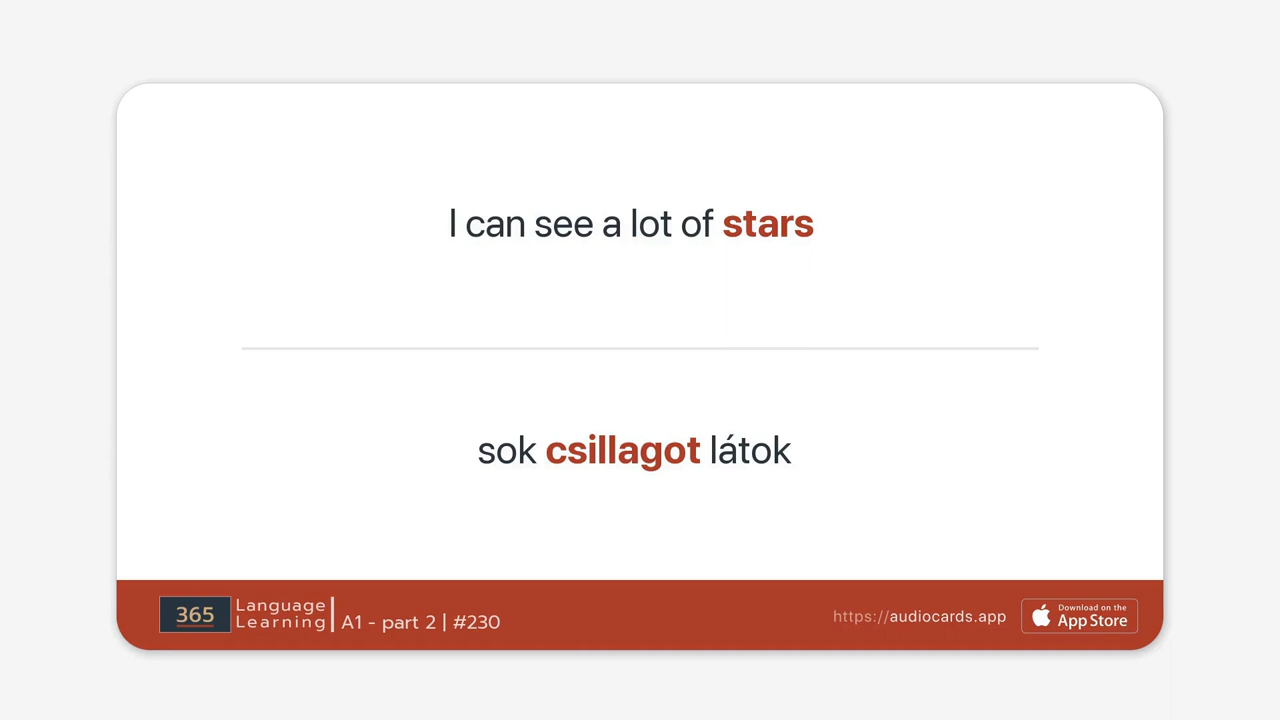 I can see a lot of stars
sok csillagot látok
365
Language
Learning
A1 - part 2 | #230
https://audiocards.app
Download on the
App Store